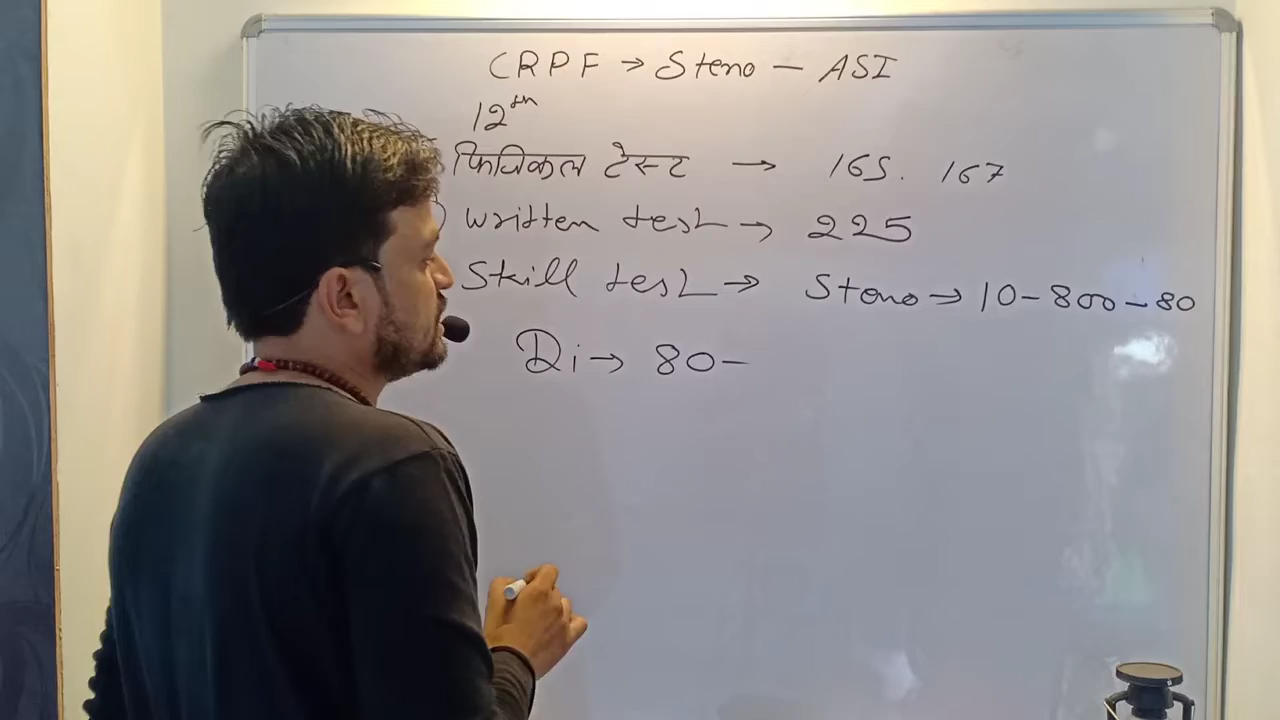 CRPF → Steno — ASI
12th
फिजिकल टेस्ट → 165. 167
written test → 225
Skill test → Steno → 10-800-80
Di → 80-